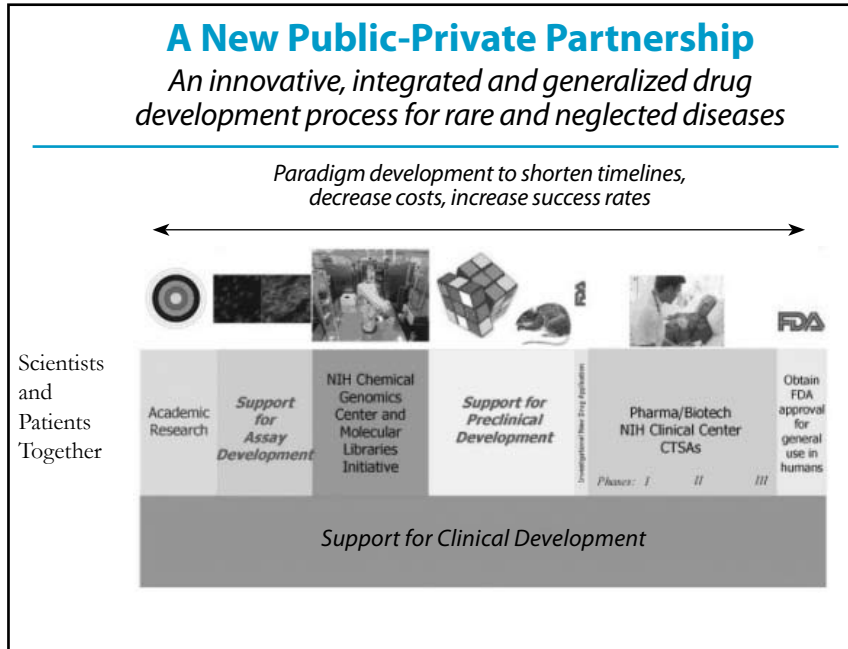 A New Public-Private Partnership
An innovative, integrated and generalized drug
development process for rare and neglected diseases
Paradigm development to shorten timelines,
decrease costs, increase success rates
FDA
FDA
Scientists
and
Patients
Together
Academic
Research
Support
for
Assay
Development
NIH Chemical
Genomics
Center and
Molecular
Libraries
Initiative
Support for
Preclinical
Development
Investigational New Drug Application
Pharma/Biotech
NIH Clinical Center
CTSAs
Phases: I II III
Obtain
FDA
approval
for
general
use in
humans
Support for Clinical Development